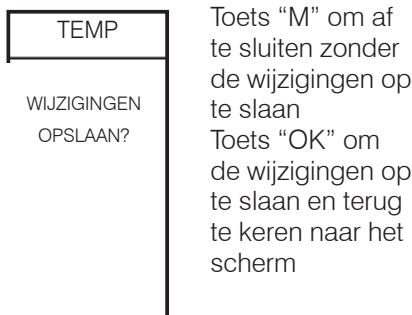 TEMP
WIJZIGINGEN
OPSLAAN?
Toets “M” om af
te sluiten zonder
de wijzigingen op
te slaan
Toets “OK” om
de wijzigingen op
te slaan en terug
te keren naar het
scherm